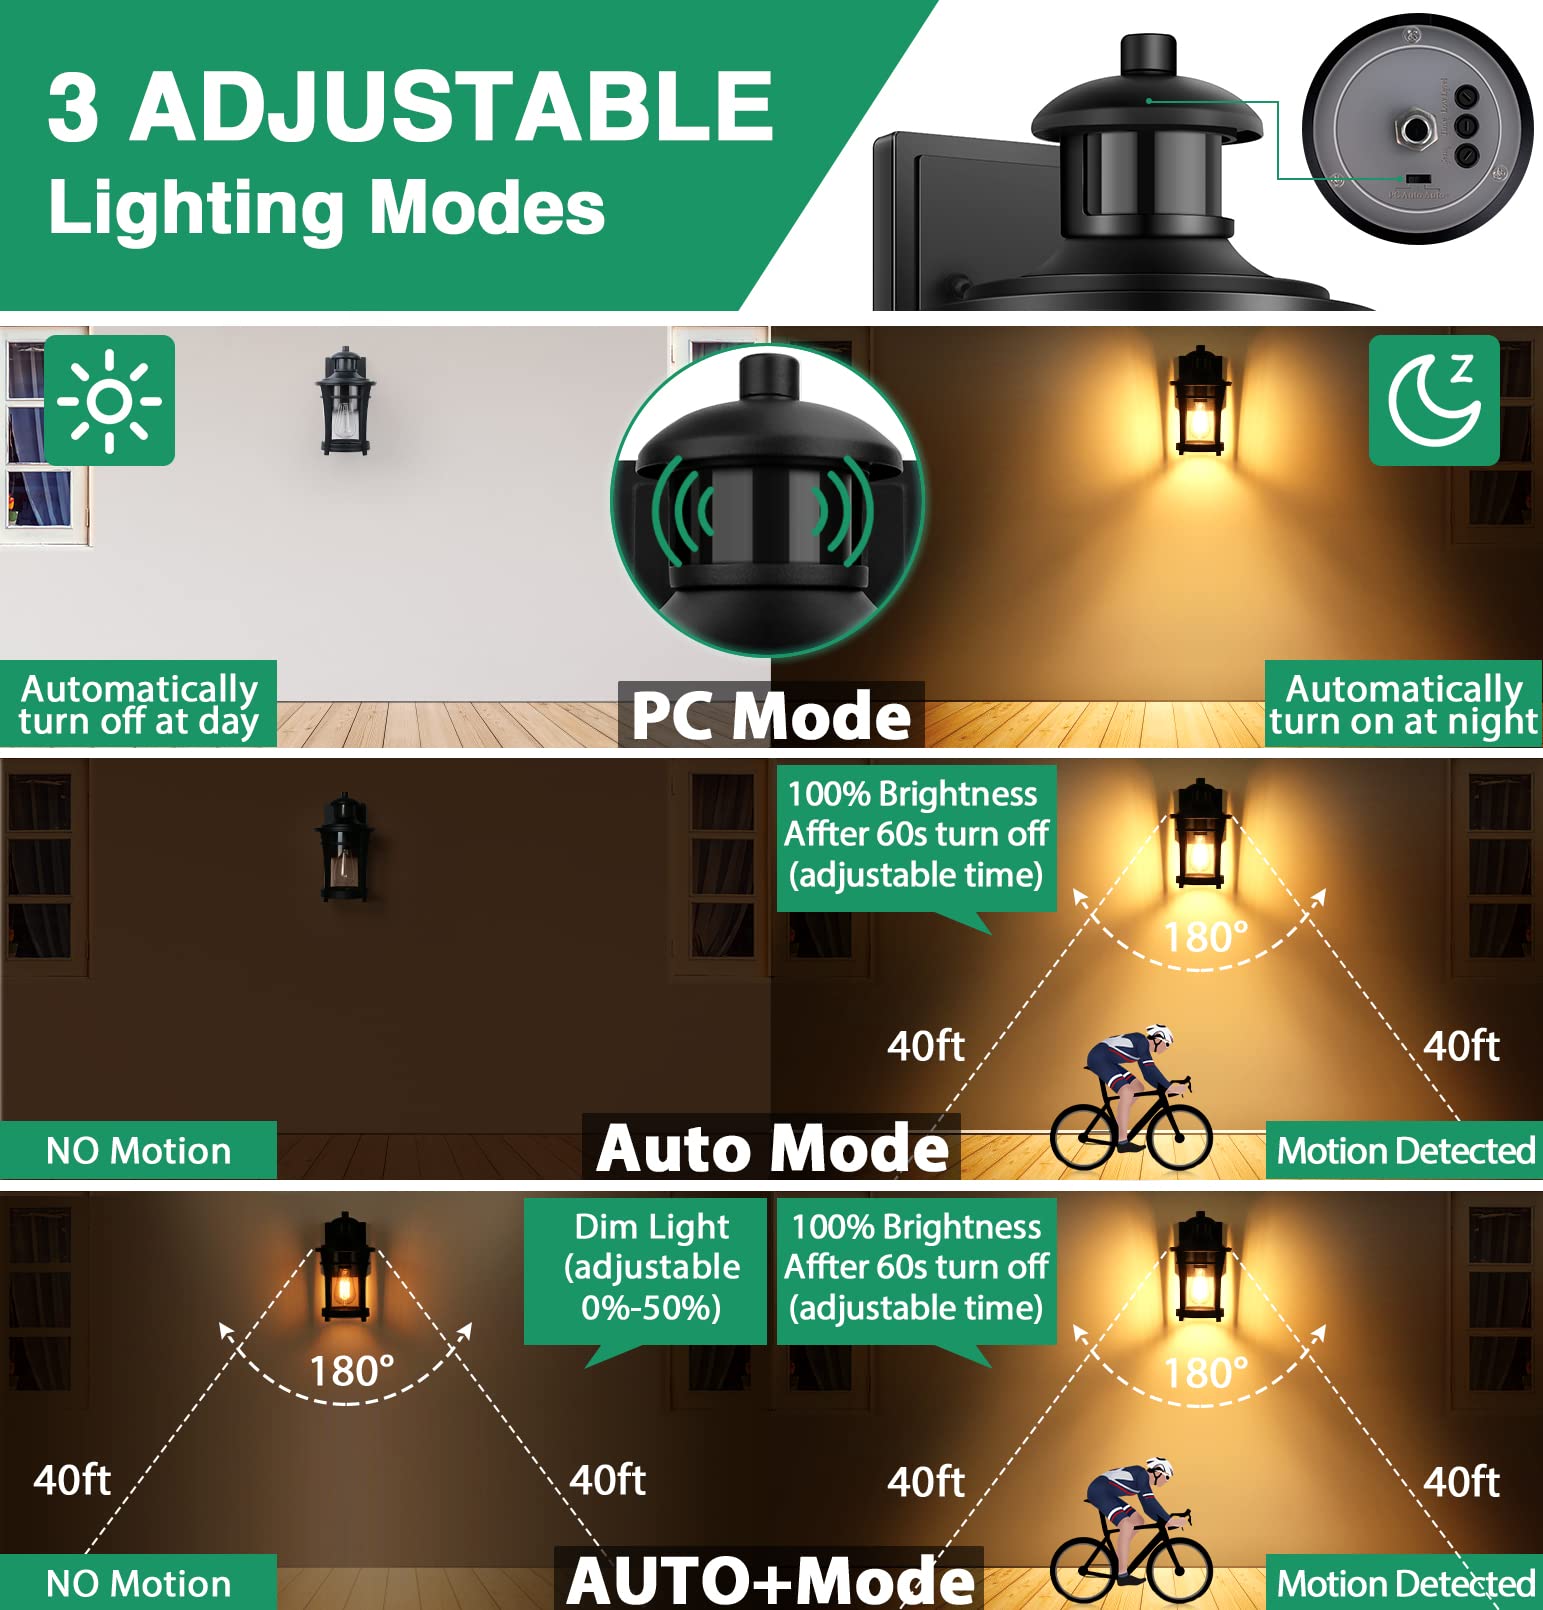 3 ADJUSTABLE
Lighting Modes
PC Auto Auto+
Z
Automatically
turn off at day
PC Mode
Automatically
turn on at night
100% Brightness
Affter 60s turn off
(adjustable time)
180°
40ft
40ft
NO Motion
Auto Mode
Motion Detected
Dim Light
(adjustable
0%-50%)
100% Brightness
Affter 60s turn off
(adjustable time)
180°
180°
40ft
40ft
40ft
40ft
NO Motion
AUTO+Mode
Motion Detected